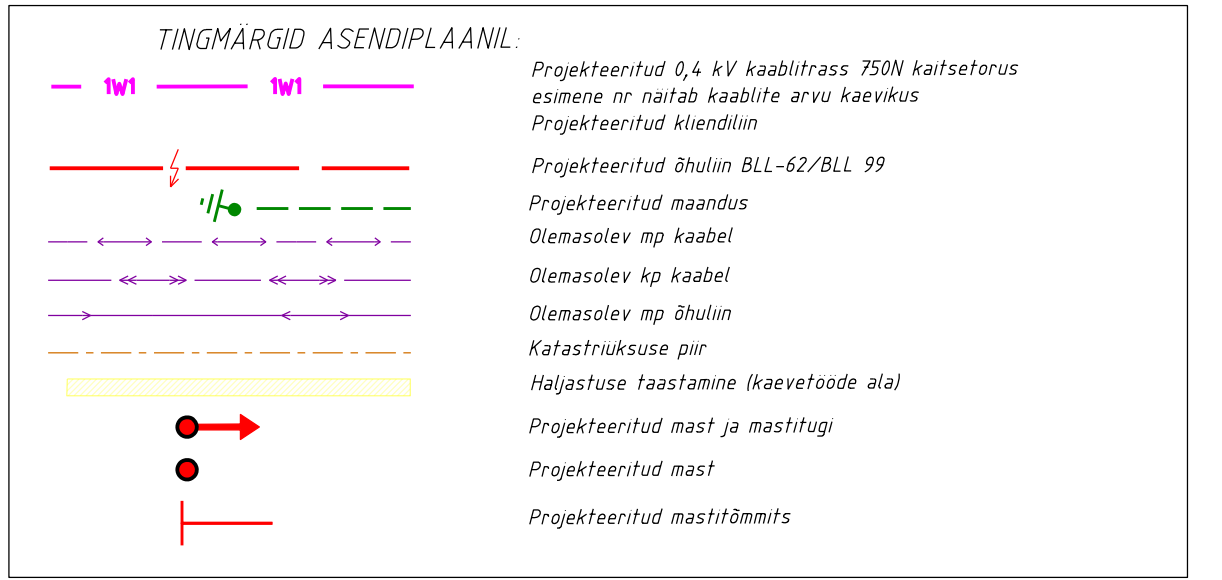 TINGMÄRGID ASENDIPLAANIL:
1W1 1W1
Projekteeritud 0,4 kV kaablitrass 750N kaitsetorus
esimene nr näitab kaablite arvu kaevikus
Projekteeritud kliendiliin
Projekteeritud õhuliin BLL-62/BLL 99
Projekteeritud maandus
Olemasolev mp kaabel
Olemasolev kp kaabel
Olemasolev mp õhuliin
Katastriüksuse piir
Haljastuse taastamine (kaevetööde ala)
Projekteeritud mast ja mastitugi
Projekteeritud mast
Projekteeritud mastitõmmits